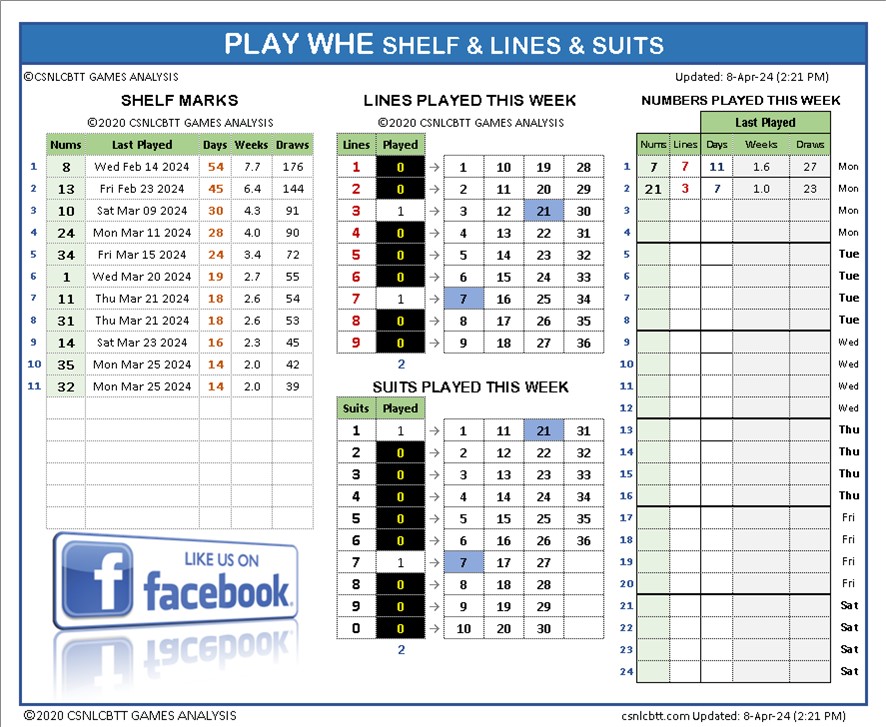 PLAY WHE SHELF & LINES & SUITS
©CSNLCBTT GAMES ANALYSIS
Updated: 8-Apr-24 (2:21 PM)
SHELF MARKS
©2020 CSNLCBTT GAMES ANALYSIS
Nums Last Played Days Weeks Draws
1 8 Wed Feb 14 2024 54 7.7 176
2 13 Fri Feb 23 2024 45 6.4 144
3 10 Sat Mar 09 2024 30 4.3 91
4 24 Mon Mar 11 2024 28 4.0 90
5 34 Fri Mar 15 2024 24 3.4 72
6 1 Wed Mar 20 2024 19 2.7 55
7 11 Thu Mar 21 2024 18 2.6 54
8 31 Thu Mar 21 2024 18 2.6 53
9 14 Sat Mar 23 2024 16 2.3 45
10 35 Mon Mar 25 2024 14 2.0 42
11 32 Mon Mar 25 2024 14 2.0 39
LIKE US ON
facebook
LINES PLAYED THIS WEEK
©2020 CSNLCBTT GAMES ANALYSIS
Lines Played
1 0 → 1 10 19 28
2 0 → 2 11 20 29
3 1 → 3 12 21 30
4 0 → 4 13 22 31
5 0 → 5 14 23 32
6 0 → 6 15 24 33
7 1 → 7 16 25 34
8 0 → 8 17 26 35
9 0 → 9 18 27 36
2
SUITS PLAYED THIS WEEK
Suits Played
1 1 → 1 11 21 31
2 0 → 2 12 22 32
3 0 → 3 13 23 33
4 0 → 4 14 24 34
5 0 → 5 15 25 35
6 0 → 6 16 26 36
7 1 → 7 17 27
8 0 → 8 18 28
9 0 → 9 19 29
0 0 → 10 20 30
2
NUMBERS PLAYED THIS WEEK
Last Played
Nums Lines Days Weeks Draws
1 7 7 11 1.6 27 Mon
2 21 3 7 1.0 23 Mon
3 Mon
4 Mon
5 Tue
6 Tue
7 Tue
8 Tue
9 Wed
10 Wed
11 Wed
12 Wed
13 Thu
14 Thu
15 Thu
16 Thu
17 Fri
18 Fri
19 Fri
20 Fri
21 Sat
22 Sat
23 Sat
24 Sat
©2020 CSNLCBTT GAMES ANALYSIS
csnlcbtt.com Updated: 8-Apr-24 (2:21 PM)